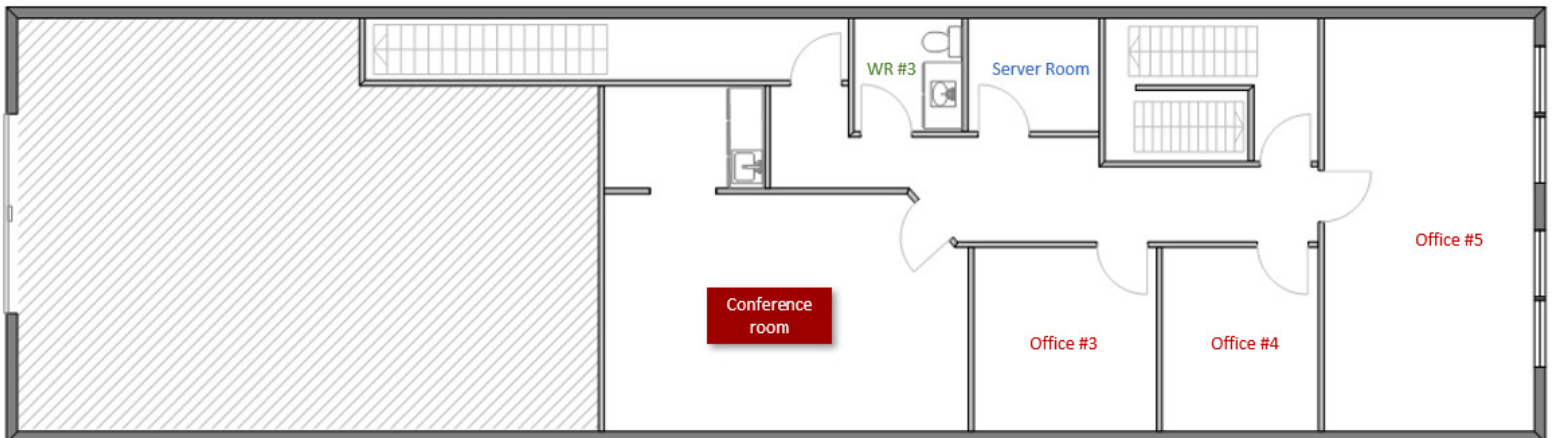 WR #3
Server Room
Office #5
Conference
room
Office #3
Office #4